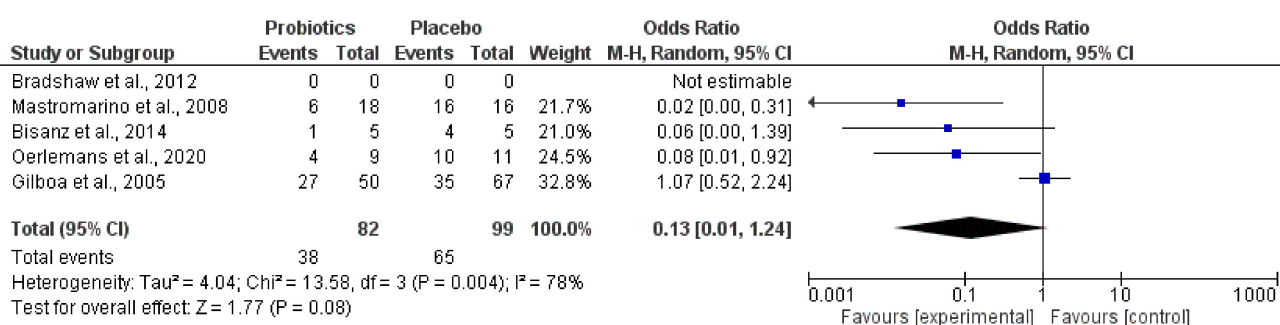 Probiotics Placebo Odds Ratio Odds Ratio
Study or Subgroup Events Total Events Total Weight M-H, Random, 95% CI M-H, Random, 95% CI
Bradshaw et al., 2012 0 0 0 0 Not estimable
Mastromarino et al., 2008 6 18 16 16 21.7% 0.02 [0.00, 0.31]
Bisanz et al., 2014 1 5 4 5 21.0% 0.06 [0.00, 1.39]
Oerlemans et al., 2020 4 9 10 11 24.5% 0.08 [0.01, 0.92]
Gilboa et al., 2005 27 50 35 67 32.8% 1.07 [0.52, 2.24]
Total (95% CI) 82 99 100.0% 0.13 [0.01, 1.24]
Total events 38 65
Heterogeneity: Tau² = 4.04; Chi² = 13.58, df = 3 (P = 0.004); I² = 78%
Test for overall effect: Z = 1.77 (P = 0.08)
0.001 0.1 1 10 1000
Favours [experimental] Favours [control]